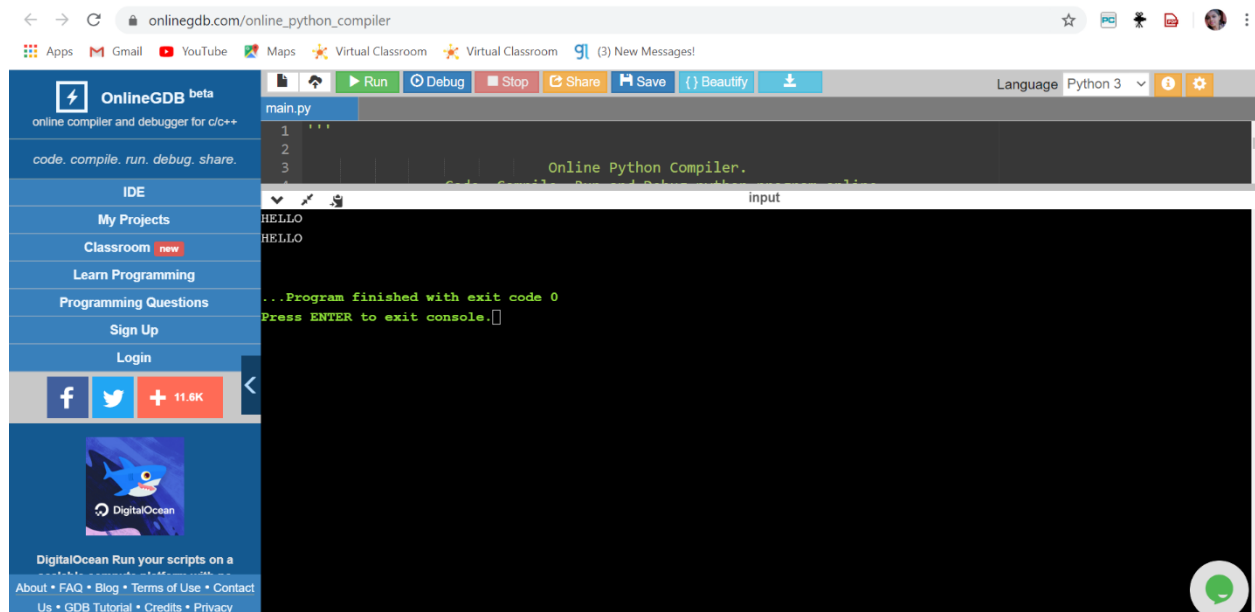 onlinegdb.com/online_python_compiler
Apps Gmail YouTube Maps Virtual Classroom Virtual Classroom (3) New Messages!
OnlineGDB beta
online compiler and debugger for c/c++
code. compile. run. debug. share.
IDE
My Projects
Classroom new
Learn Programming
Programming Questions
Sign Up
Login
f + 11.6K
DigitalOcean
DigitalOcean Run your scripts on a
About • FAQ • Blog • Terms of Use • Contact
Us • GDB Tutorial • Credits • Privacy
Run Debug Stop Share Save { } Beautify Language Python 3
main.py
1 '''
2
3 Online Python Compiler.
input
HELLO
HELLO
...Program finished with exit code 0
Press ENTER to exit console.